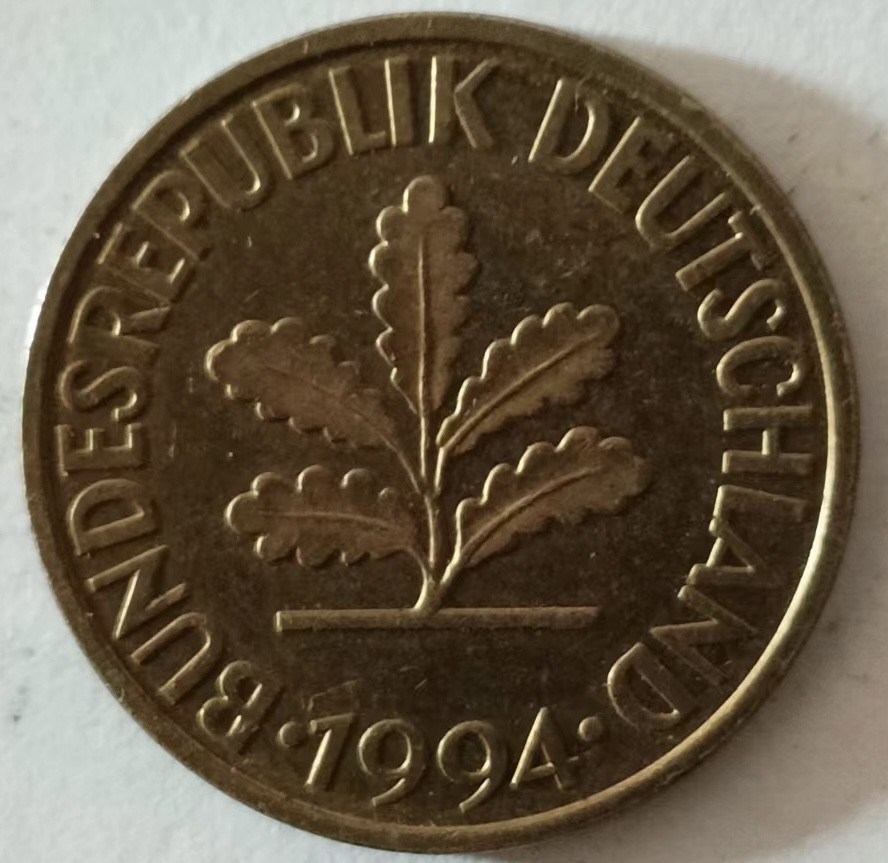 BUNDESREPUBLIK DEUTSCHLAND
·1994·